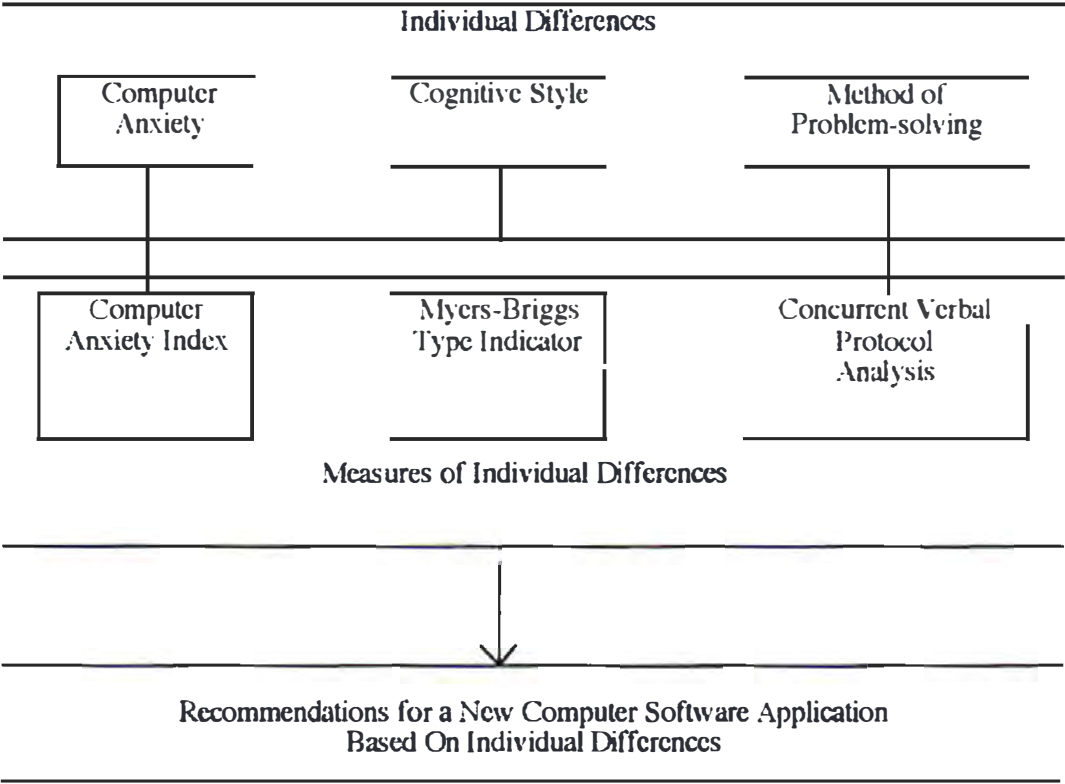 Individual Differences
Computer
Anxiety
Cognitive Style
Method of
Problem-solving
Computer
Anxiety Index
Myers-Briggs
Type Indicator
Concurrent Verbal
Protocol
Analysis
Measures of Individual Differences
Recommendations for a New Computer Software Application
Based On Individual Differences